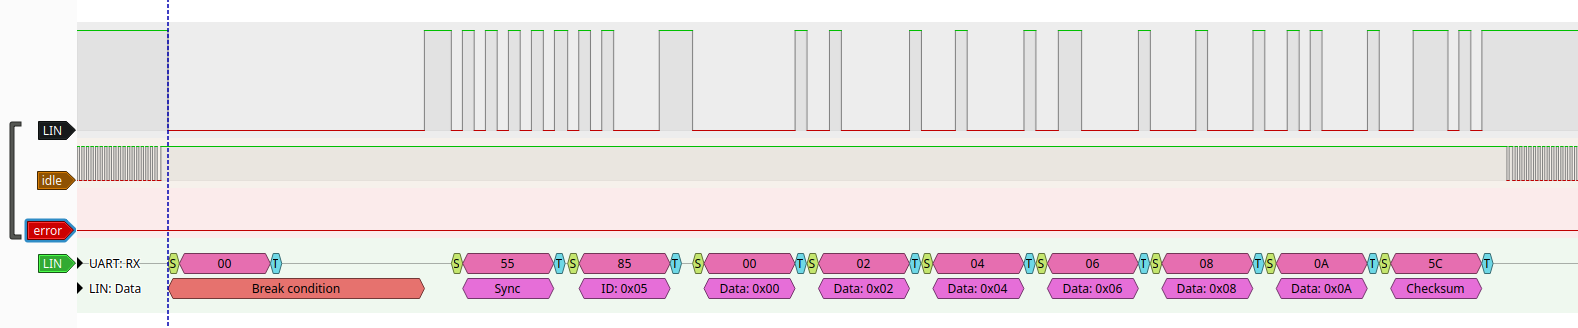 LIN
idle
error
LIN UART: RX S 00 T S 55 T S 85 T S 00 T S 02 T S 04 T S 06 T S 08 T S 0A T S 5C T
LIN: Data Break condition Sync ID: 0x05 Data: 0x00 Data: 0x02 Data: 0x04 Data: 0x06 Data: 0x08 Data: 0x0A Checksum